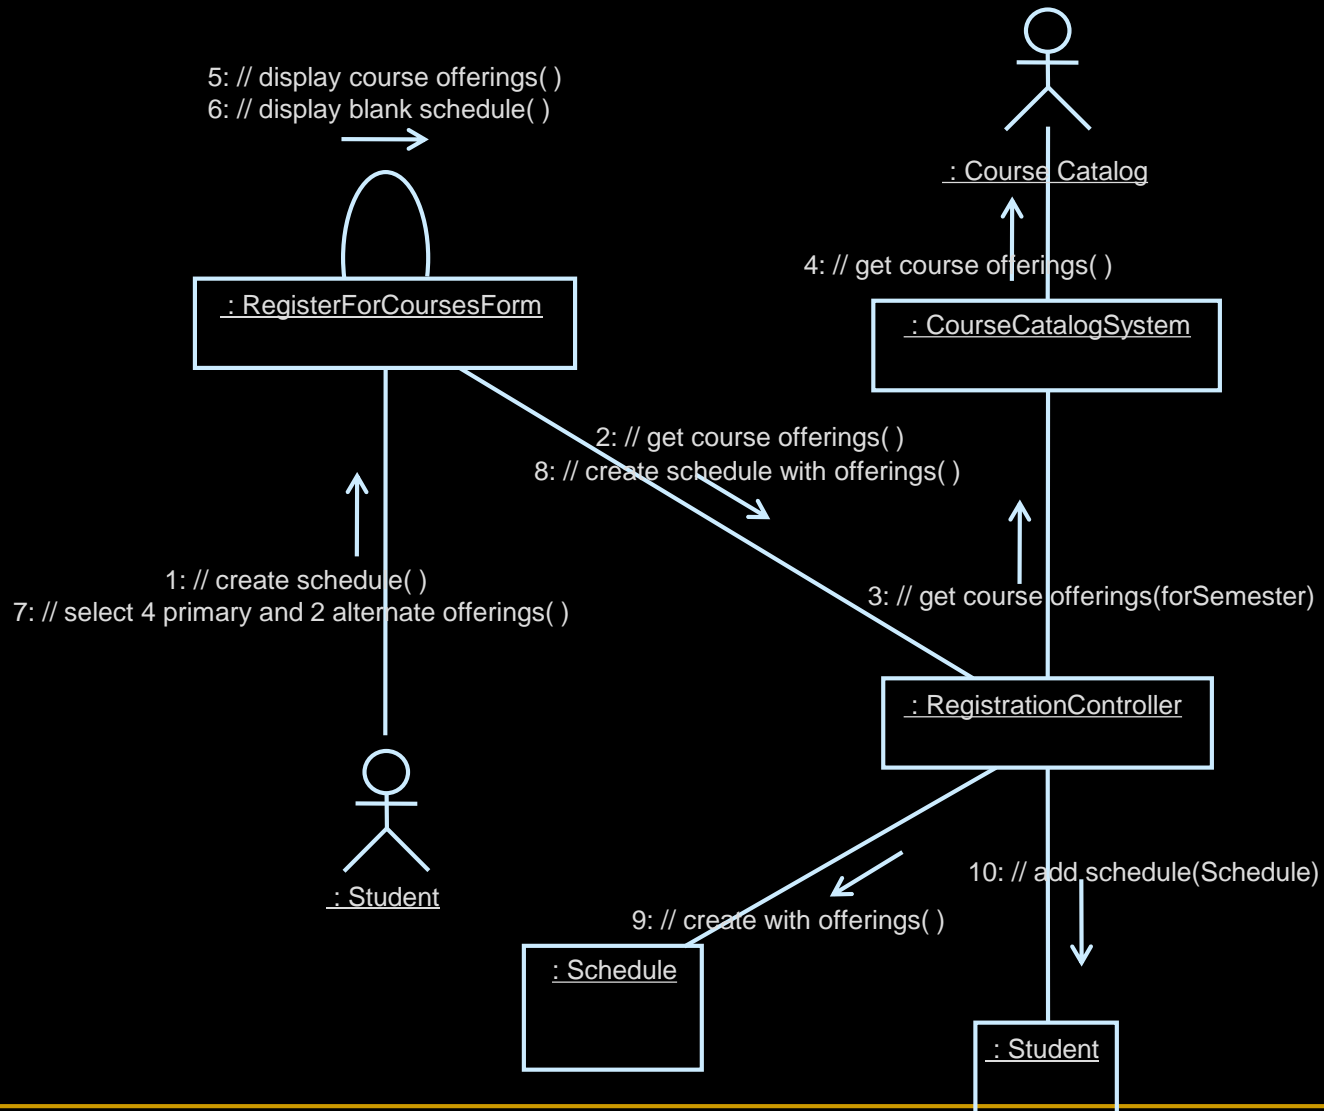 5: // display course offerings( )
6: // display blank schedule( )
: Course Catalog
4: // get course offerings( )
: RegisterForCoursesForm
: CourseCatalogSystem
2: // get course offerings( )
8: // create schedule with offerings( )
1: // create schedule( )
7: // select 4 primary and 2 alternate offerings( )
3: // get course offerings(forSemester)
: RegistrationController
: Student
10: // add schedule(Schedule)
9: // create with offerings( )
: Schedule
: Student